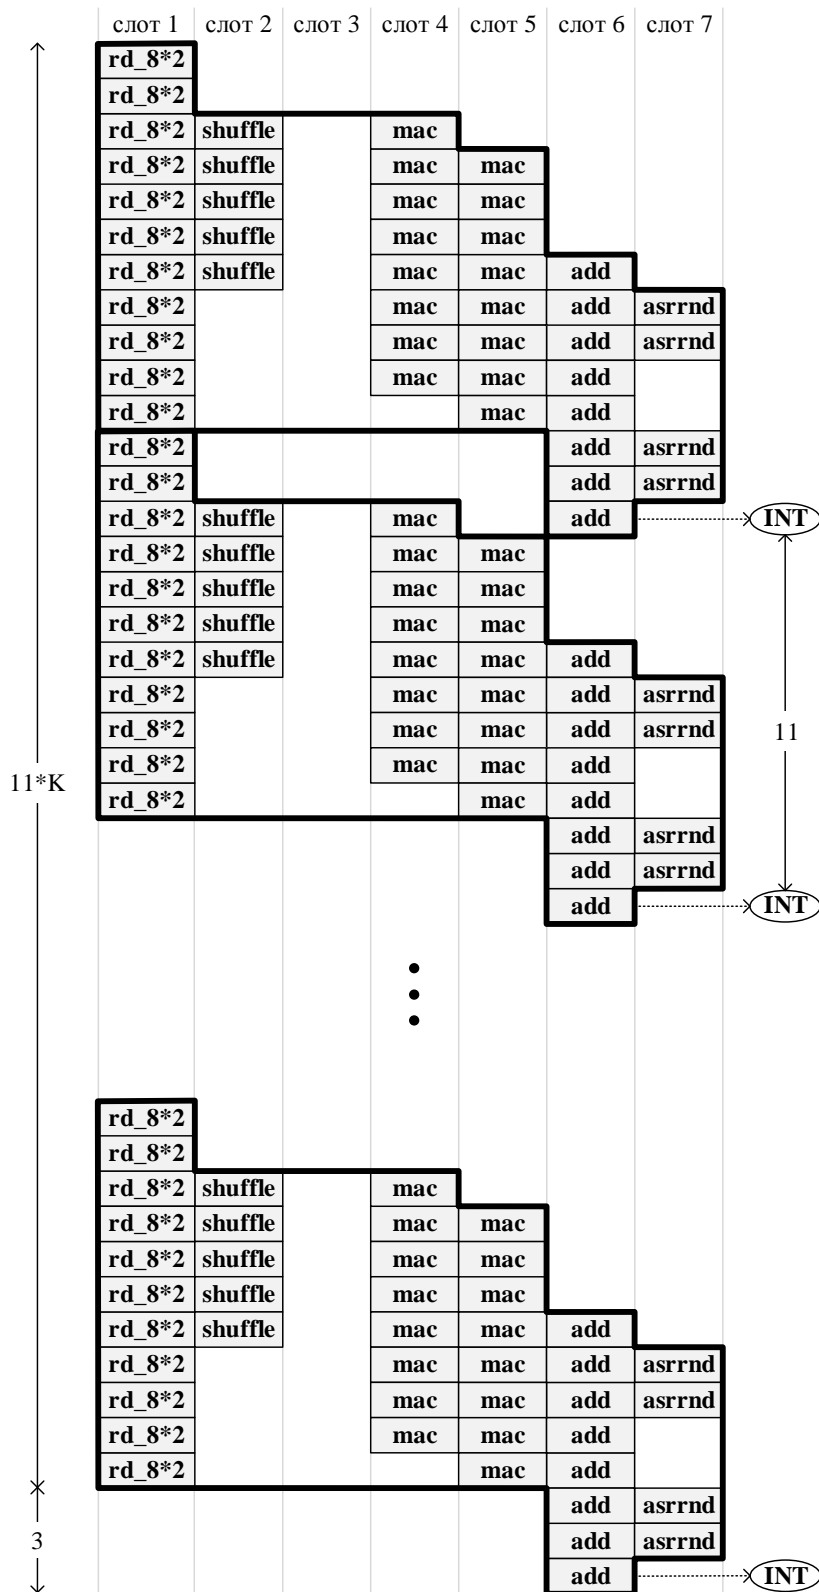 слот 1 слот 2 слот 3 слот 4 слот 5 слот 6 слот 7
rd_8*2
rd_8*2
rd_8*2 shuffle mac
rd_8*2 shuffle mac mac
rd_8*2 shuffle mac mac
rd_8*2 shuffle mac mac
rd_8*2 shuffle mac mac add
rd_8*2 mac mac add asrrnd
rd_8*2 mac mac add asrrnd
rd_8*2 mac mac add
rd_8*2 mac add
rd_8*2 add asrrnd
rd_8*2 add asrrnd
rd_8*2 shuffle mac add INT
rd_8*2 shuffle mac mac
rd_8*2 shuffle mac mac
rd_8*2 shuffle mac mac
rd_8*2 shuffle mac mac add
rd_8*2 mac mac add asrrnd
rd_8*2 mac mac add asrrnd 11
11*K rd_8*2 mac mac add
rd_8*2 mac add
add asrrnd
add asrrnd
add INT
rd_8*2
rd_8*2
rd_8*2 shuffle mac
rd_8*2 shuffle mac mac
rd_8*2 shuffle mac mac
rd_8*2 shuffle mac mac
rd_8*2 shuffle mac mac add
rd_8*2 mac mac add asrrnd
rd_8*2 mac mac add asrrnd
rd_8*2 mac mac add
rd_8*2 mac add
add asrrnd
3 add asrrnd
add INT